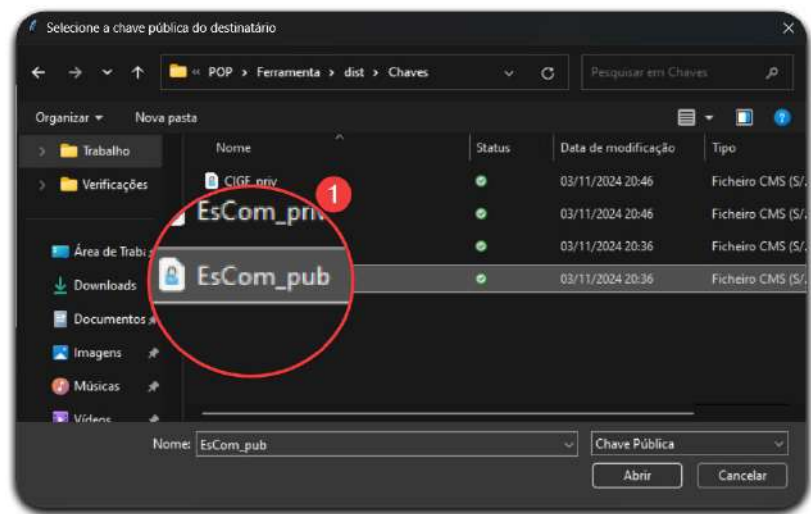 Selecione a chave pública do destinatário
« POP > Ferramenta > dist > Chaves
Pesquisar em Chaves
Organizar Nova pasta
Nome Status Data de modificação Tipo
Trabalho
CIGE_priv 03/11/2024 20:46 Ficheiro CMS (S/.
Verificações
1
EsCom_priv 03/11/2024 20:46 Ficheiro CMS (S/.
Área de Trab 03/11/2024 20:36 Ficheiro CMS (S/.
Downloads
EsCom_pub 03/11/2024 20:36 Ficheiro CMS (S/.
Documentos
Imagens
Músicas
Vídeos
Nome: EsCom_pub Chave Pública
Abrir Cancelar